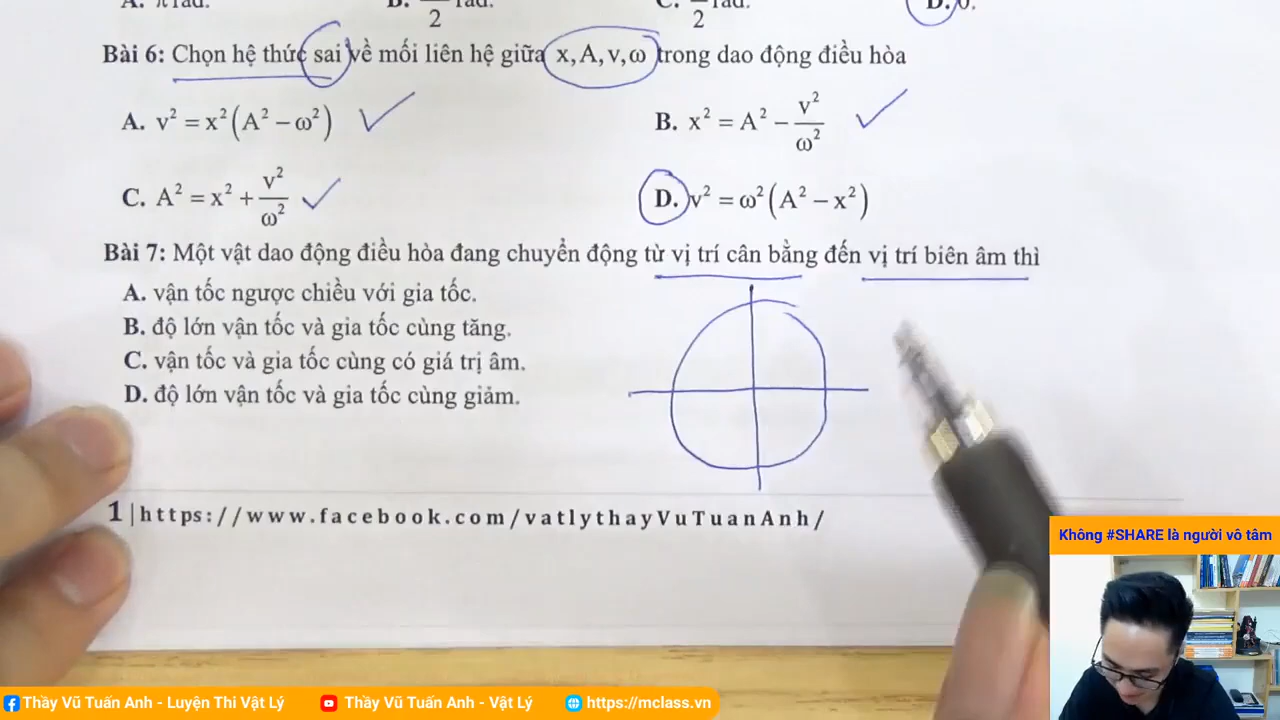 A. π rad. B. 2 rad. C. 2 rad. D. 0.
Bài 6: Chọn hệ thức sai về mối liên hệ giữa x, A, v, ω trong dao động điều hòa
A. v² = x²(A² − ω²) B. x² = A² − v²/ω²
C. A² = x² + v²/ω² D. v² = ω²(A² − x²)
Bài 7: Một vật dao động điều hòa đang chuyển động từ vị trí cân bằng đến vị trí biên âm thì
A. vận tốc ngược chiều với gia tốc.
B. độ lớn vận tốc và gia tốc cùng tăng.
C. vận tốc và gia tốc cùng có giá trị âm.
D. độ lớn vận tốc và gia tốc cùng giảm.
1 | https://www.facebook.com/vatlythayVuTuanAnh/
Không #SHARE là người vô tâm
Thầy Vũ Tuấn Anh - Luyện Thi Vật Lý Thầy Vũ Tuấn Anh - Vật Lý https://mclass.vn